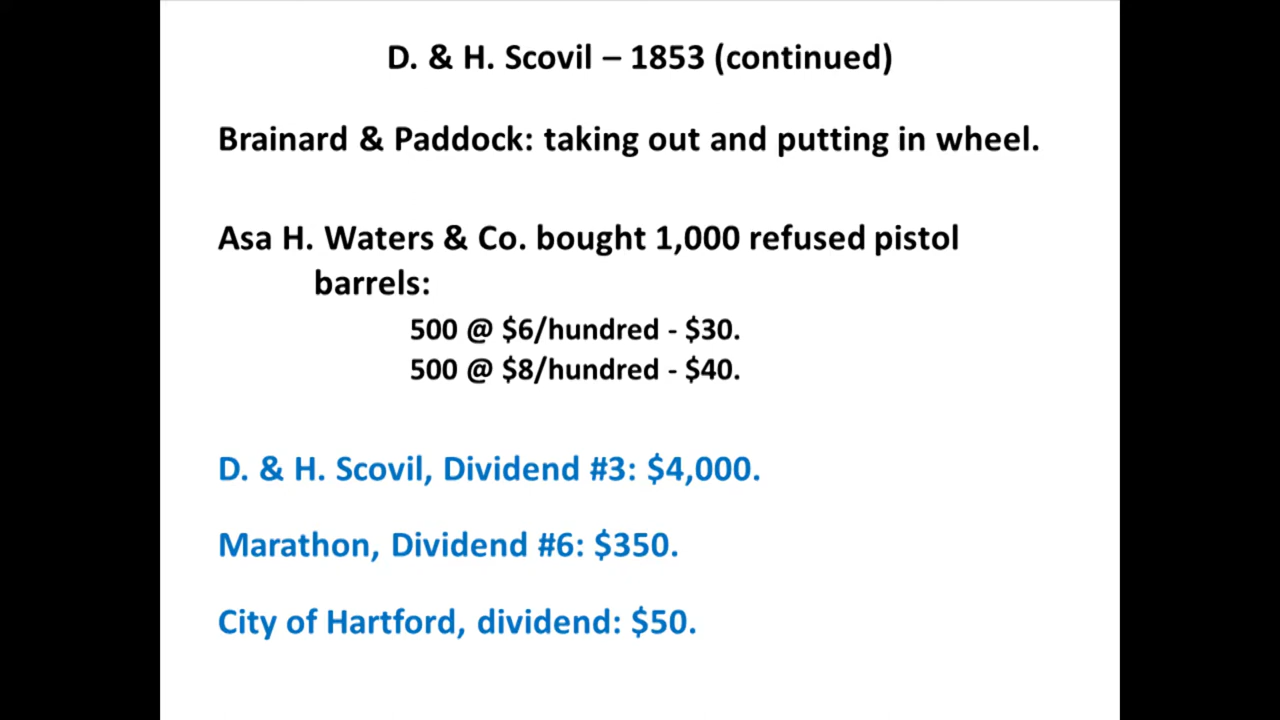 D. & H. Scovil – 1853 (continued)
Brainard & Paddock: taking out and putting in wheel.
Asa H. Waters & Co. bought 1,000 refused pistol
barrels:
500 @ $6/hundred - $30.
500 @ $8/hundred - $40.
D. & H. Scovil, Dividend #3: $4,000.
Marathon, Dividend #6: $350.
City of Hartford, dividend: $50.